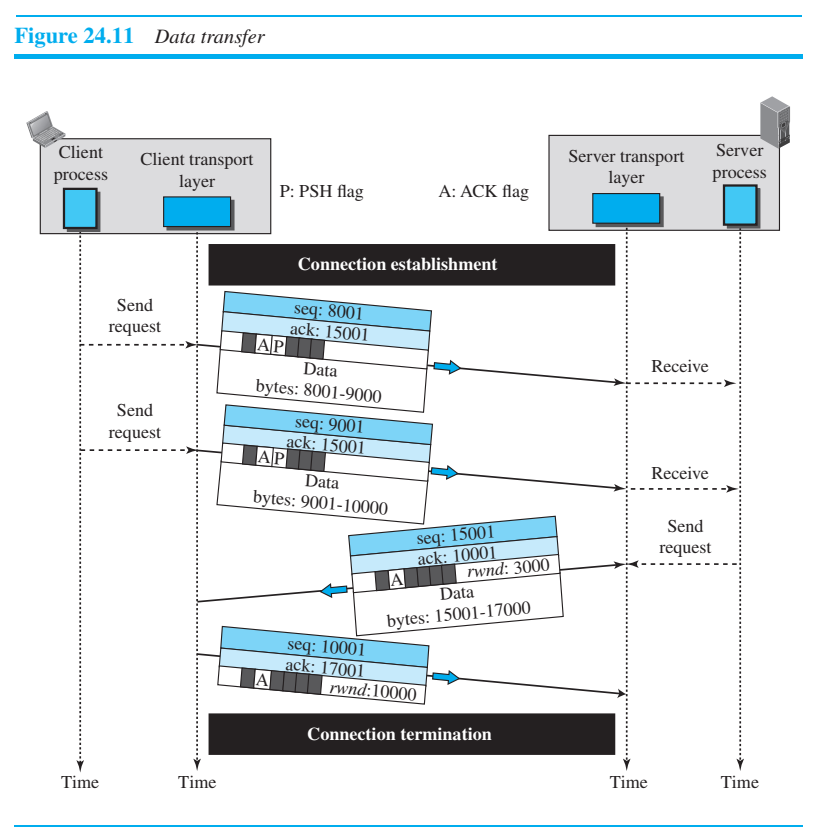 Figure 24.11 Data transfer
Client
process
Client transport
layer
P: PSH flag
A: ACK flag
Server transport
layer
Server
process
Connection establishment
Send
request
seq: 8001
ack: 15001
A P
Data
bytes: 8001-9000
Receive
Send
request
seq: 9001
ack: 15001
A P
Data
bytes: 9001-10000
Receive
Send
request
seq: 15001
ack: 10001
A rwnd: 3000
Data
bytes: 15001-17000
seq: 10001
ack: 17001
A rwnd:10000
Connection termination
Time
Time
Time
Time